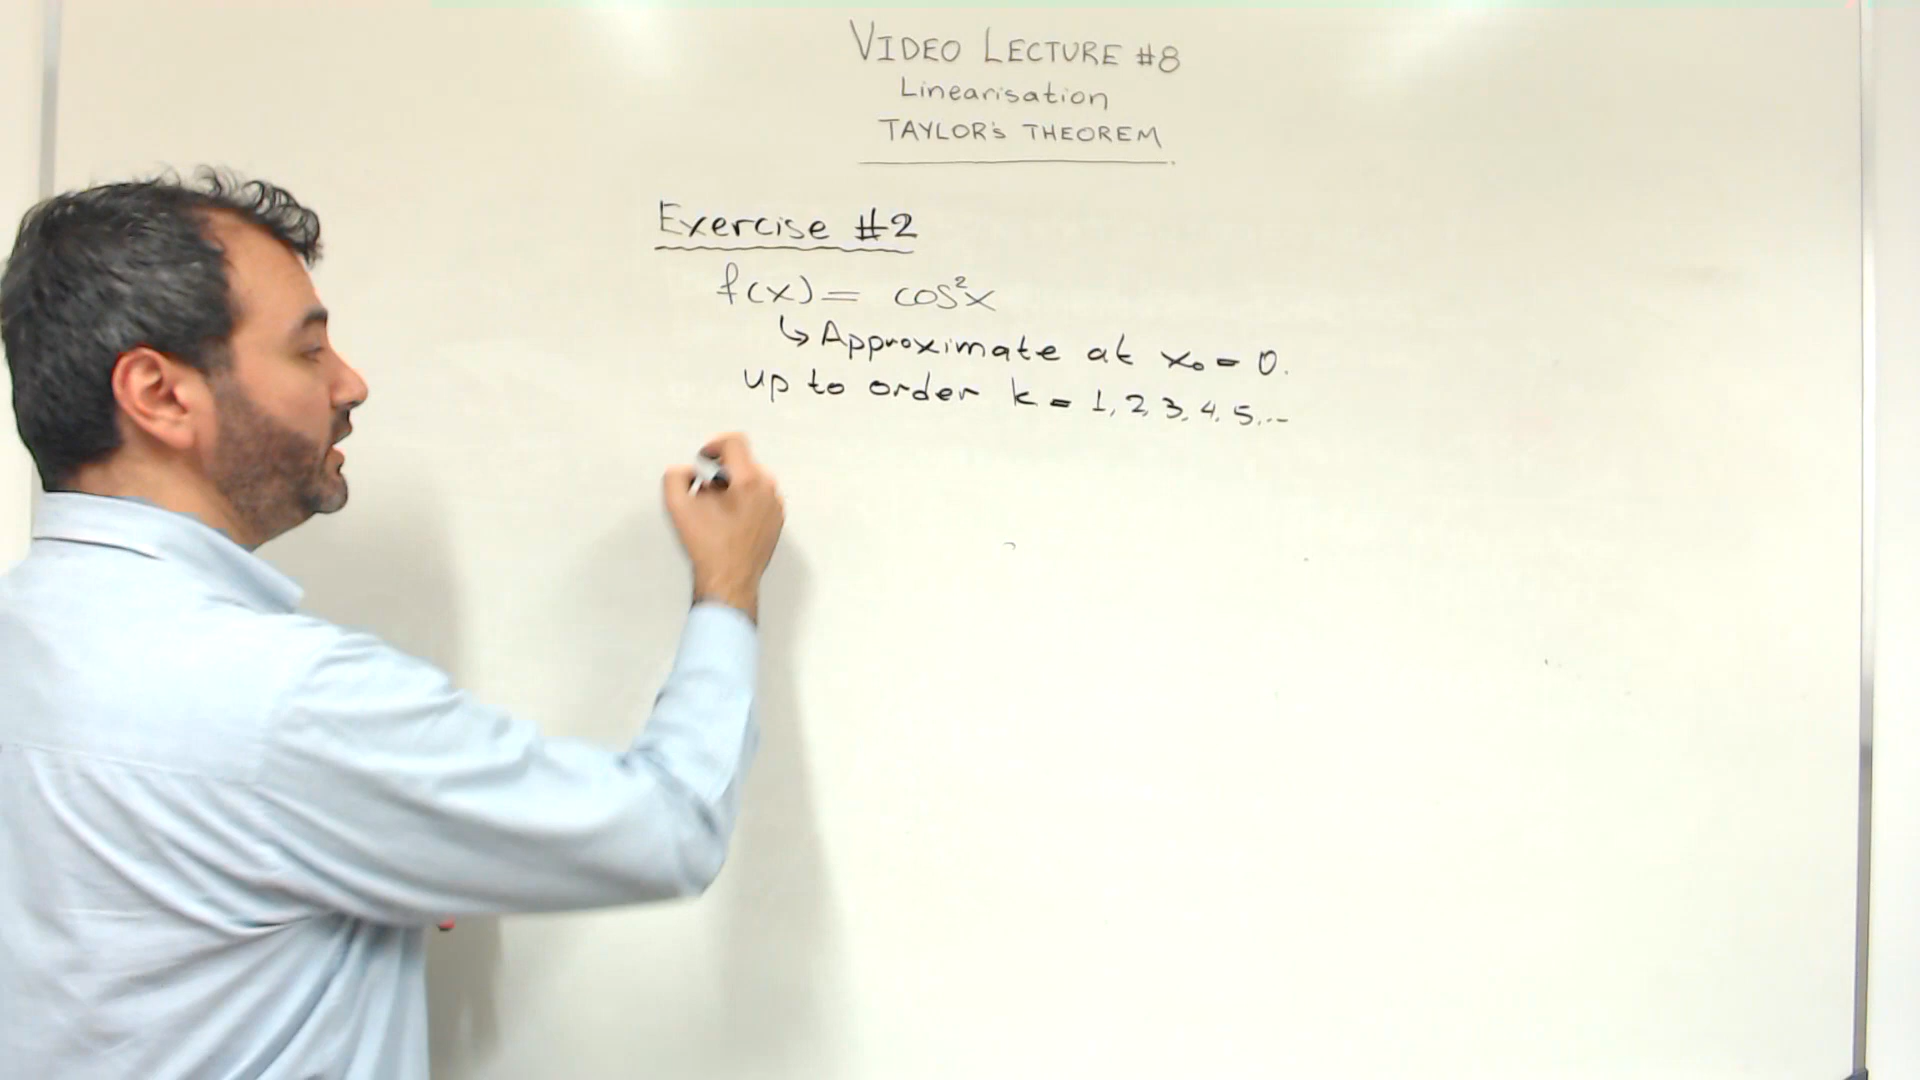 VIDEO LECTURE #8
Linearisation
TAYLOR'S THEOREM
Exercise #2
f(x) = cos²x
↳ Approximate at x₀ = 0.
up to order k = 1, 2, 3, 4, 5, ...